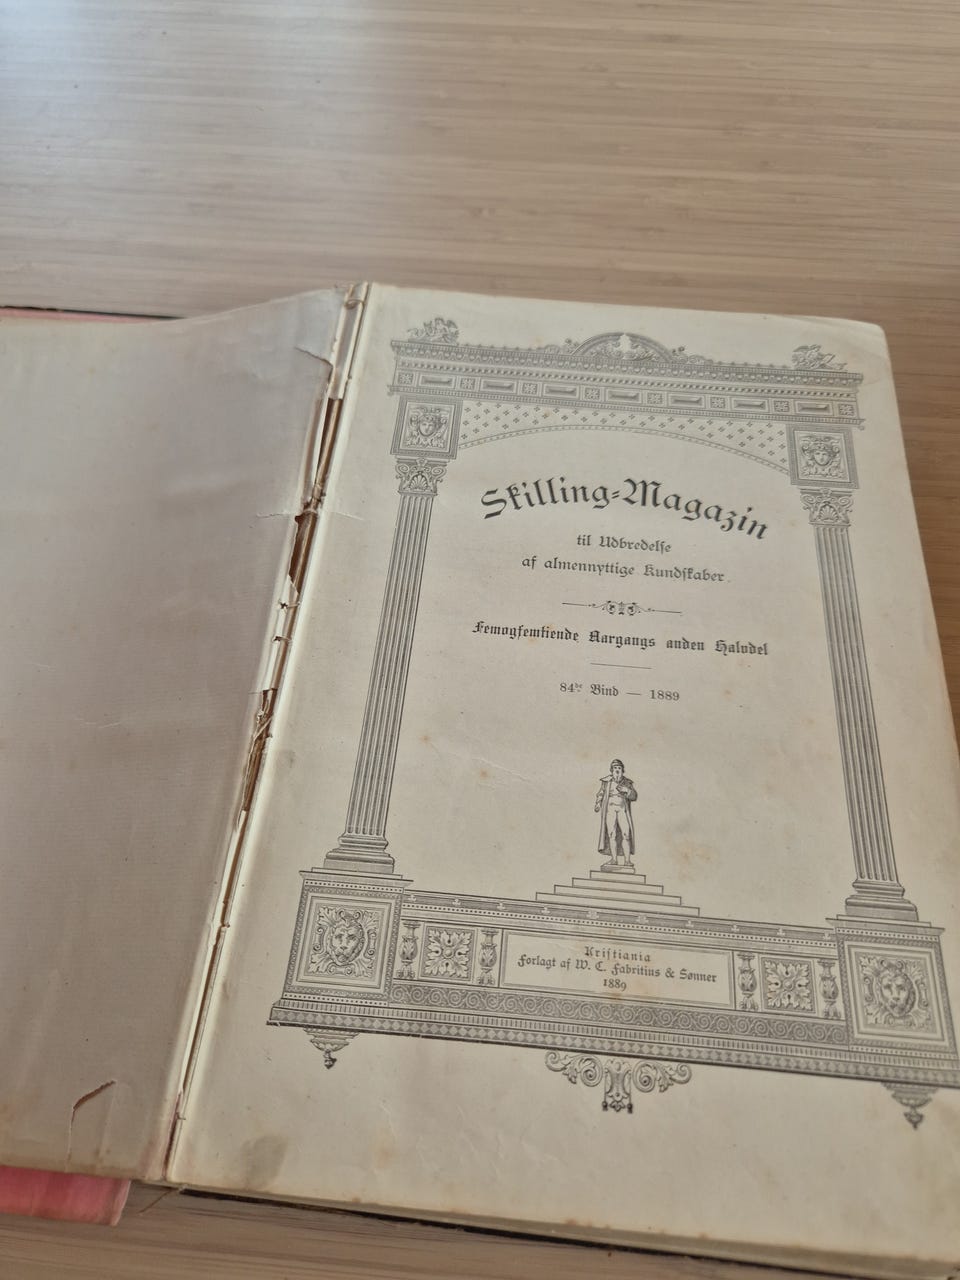 Skilling-Magazin
til Udbredelse
af almennyttige Kundskaber.
Femogfemtiende Aargangs anden Halvdel
84de Bind — 1889
Kristiania
Forlagt af W. C. Fabritius & Sønner
1889